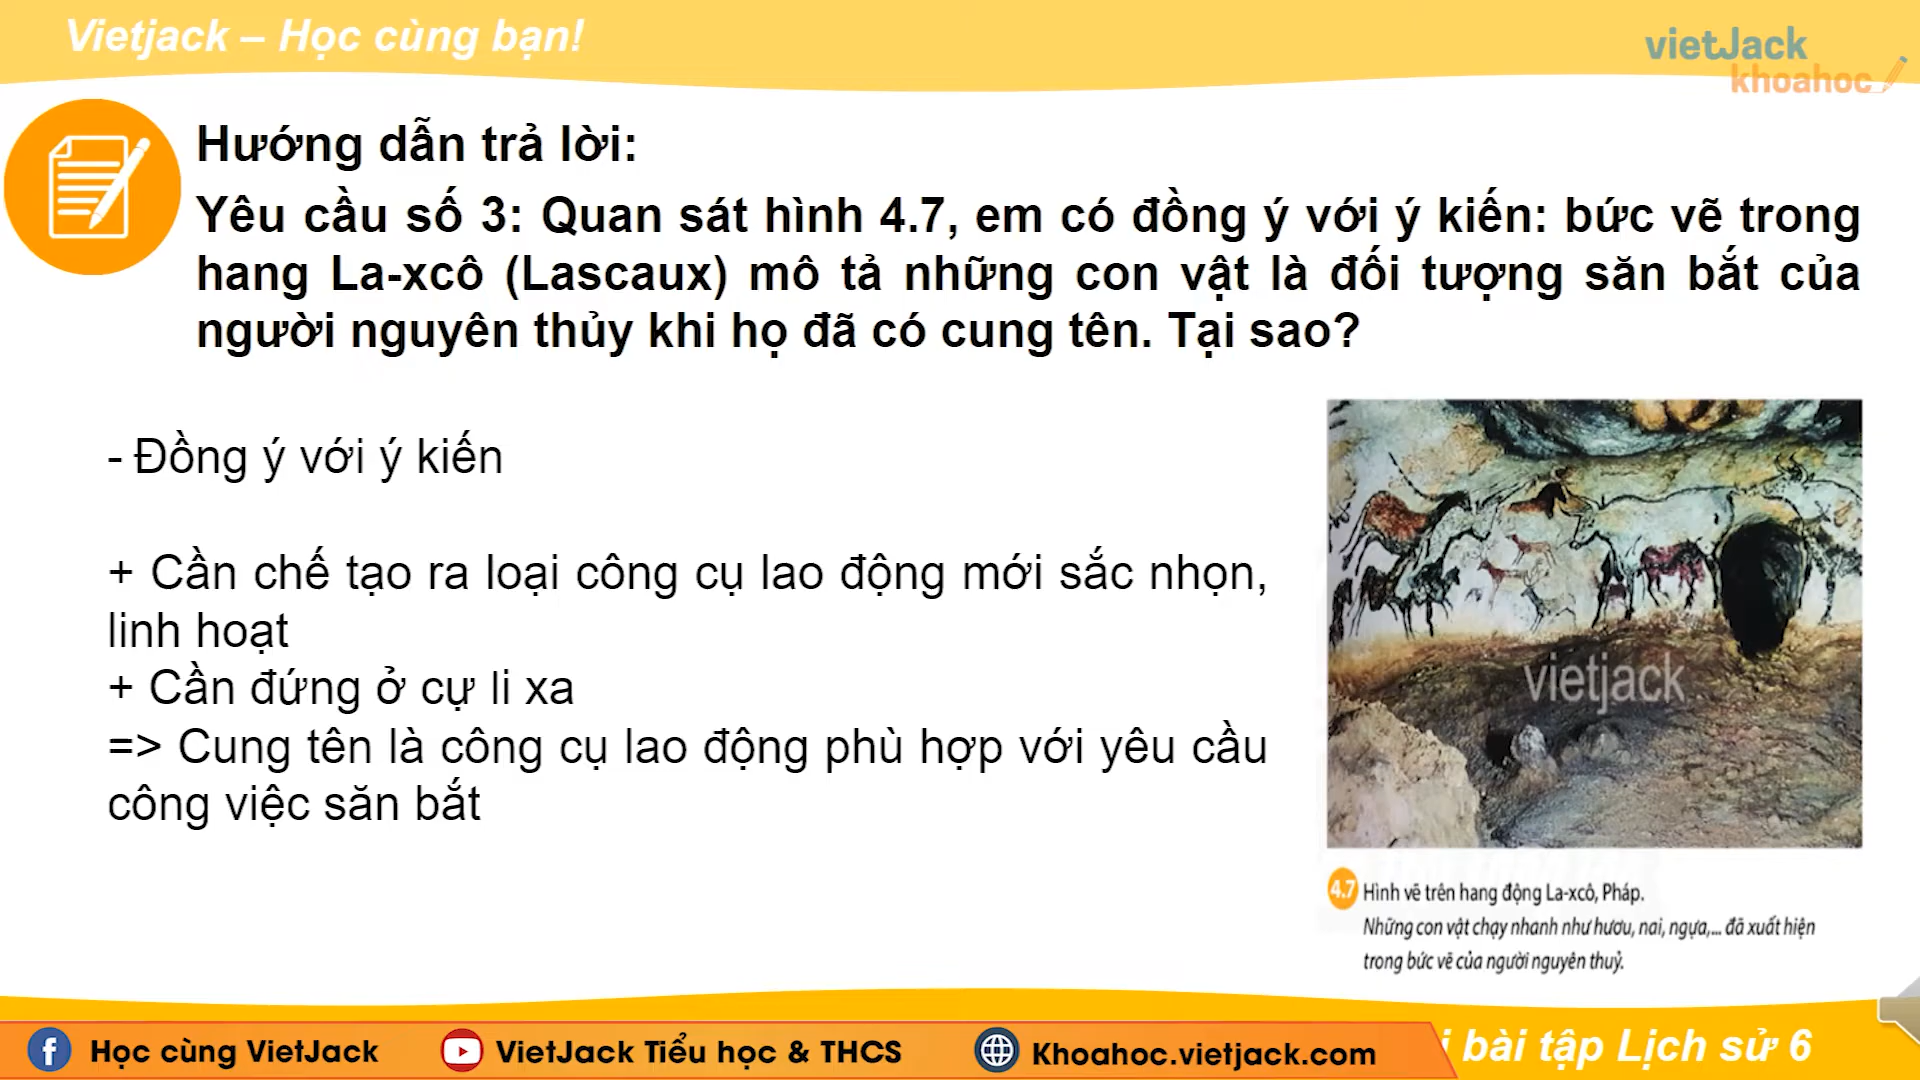 Vietjack – Học cùng bạn!
vietJack
khoahoc
Hướng dẫn trả lời:
Yêu cầu số 3: Quan sát hình 4.7, em có đồng ý với ý kiến: bức vẽ trong
hang La-xcô (Lascaux) mô tả những con vật là đối tượng săn bắt của
người nguyên thủy khi họ đã có cung tên. Tại sao?
- Đồng ý với ý kiến
+ Cần chế tạo ra loại công cụ lao động mới sắc nhọn,
linh hoạt
+ Cần đứng ở cự li xa
=> Cung tên là công cụ lao động phù hợp với yêu cầu
công việc săn bắt
vietjack
4.7 Hình vẽ trên hang động La-xcô, Pháp.
Những con vật chạy nhanh như hươu, nai, ngựa,... đã xuất hiện
trong bức vẽ của người nguyên thuỷ.
Học cùng VietJack
VietJack Tiểu học & THCS
Khoahoc.vietjack.com
i bài tập Lịch sử 6